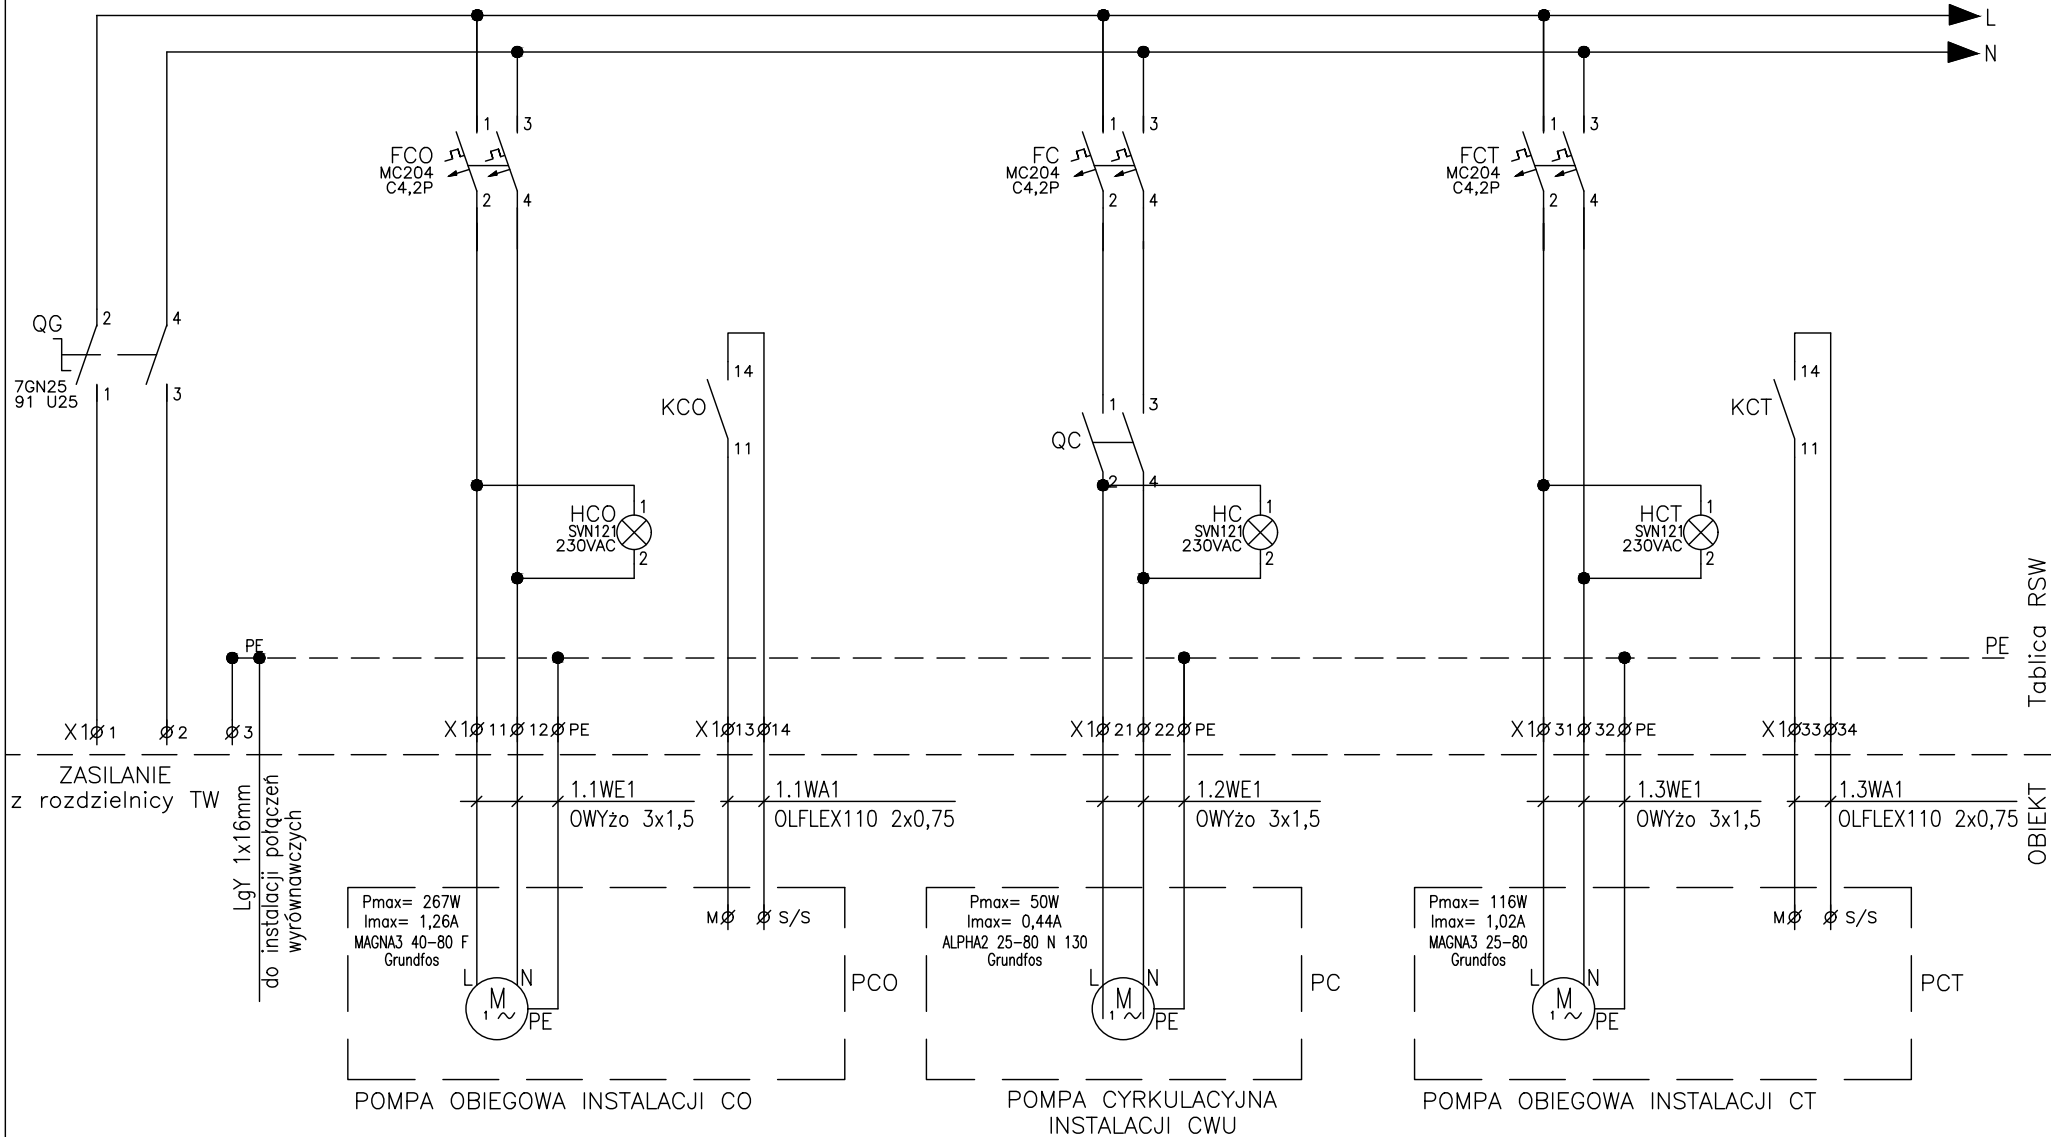 L
N
1 3
FCO
MC204
C4,2P
2 4
1 3
FC
MC204
C4,2P
2 4
1 3
FCT
MC204
C4,2P
2 4
QG
2 4
7GN25
91 U25
1 3
14
KCO
11
1 3
QC
2 4
14
KCT
11
HCO
SVN121
230VAC
1
2
HC
SVN121
230VAC
1
2
HCT
SVN121
230VAC
1
2
PE
PE
Tablica RSW
X1 1 2 3
X1 11 12 PE
X1 13 14
X1 21 22 PE
X1 31 32 PE
X1 33 34
ZASILANIE
z rozdzielnicy TW
LgY 1x16mm
do instalacji połączeń
wyrównawczych
1.1WE1
OWYżo 3x1,5
1.1WA1
OLFLEX110 2x0,75
1.2WE1
OWYżo 3x1,5
1.3WE1
OWYżo 3x1,5
1.3WA1
OLFLEX110 2x0,75
OBIEKT
Pmax= 267W
Imax= 1,26A
MAGNA3 40-80 F
Grundfos
M S/S
L N
M
1 ~
PE
PCO
Pmax= 50W
Imax= 0,44A
ALPHA2 25-80 N 130
Grundfos
L N
M
1 ~
PE
PC
Pmax= 116W
Imax= 1,02A
MAGNA3 25-80
Grundfos
M S/S
L N
M
1 ~
PE
PCT
POMPA OBIEGOWA INSTALACJI CO
POMPA CYRKULACYJNA
INSTALACJI CWU
POMPA OBIEGOWA INSTALACJI CT